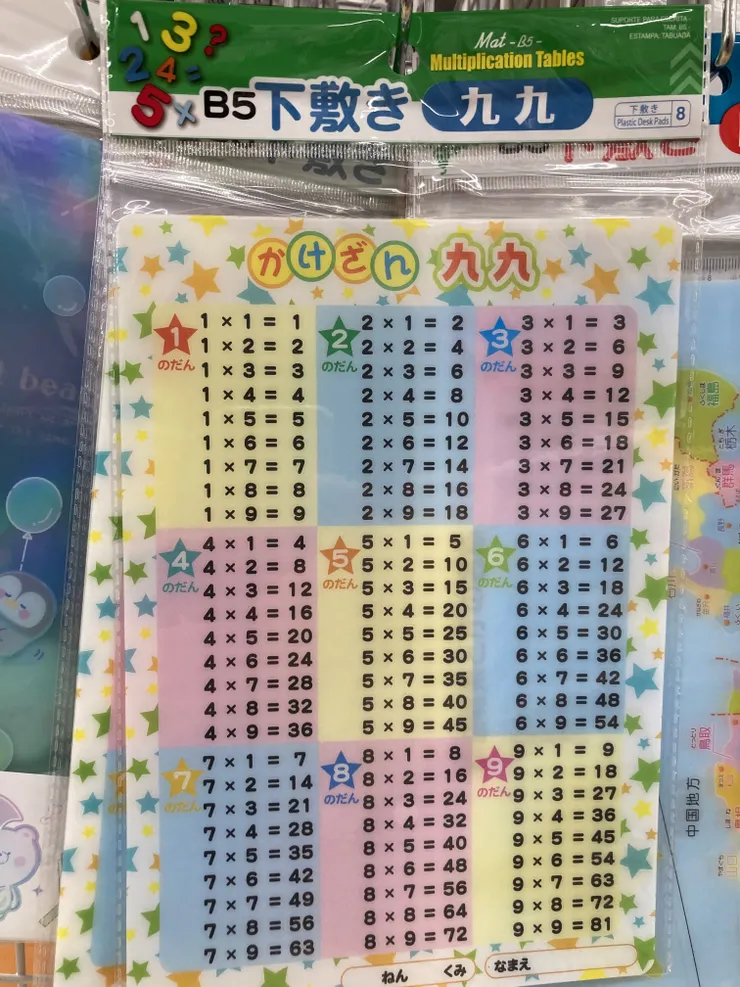 1 3 ?
2 4 =
5 ×
Mat -B5-
Multiplication Tables
SUPORTE PARA ESCRITA -
TAM. B5 -
ESTAMPA: TABUADA
B5下敷き 九九
下敷き
Plastic Desk Pads
8
かけざん 九九
1 のだん
1 × 1 = 1
1 × 2 = 2
1 × 3 = 3
1 × 4 = 4
1 × 5 = 5
1 × 6 = 6
1 × 7 = 7
1 × 8 = 8
1 × 9 = 9
2 のだん
2 × 1 = 2
2 × 2 = 4
2 × 3 = 6
2 × 4 = 8
2 × 5 = 10
2 × 6 = 12
2 × 7 = 14
2 × 8 = 16
2 × 9 = 18
3 のだん
3 × 1 = 3
3 × 2 = 6
3 × 3 = 9
3 × 4 = 12
3 × 5 = 15
3 × 6 = 18
3 × 7 = 21
3 × 8 = 24
3 × 9 = 27
4 のだん
4 × 1 = 4
4 × 2 = 8
4 × 3 = 12
4 × 4 = 16
4 × 5 = 20
4 × 6 = 24
4 × 7 = 28
4 × 8 = 32
4 × 9 = 36
5 のだん
5 × 1 = 5
5 × 2 = 10
5 × 3 = 15
5 × 4 = 20
5 × 5 = 25
5 × 6 = 30
5 × 7 = 35
5 × 8 = 40
5 × 9 = 45
6 のだん
6 × 1 = 6
6 × 2 = 12
6 × 3 = 18
6 × 4 = 24
6 × 5 = 30
6 × 6 = 36
6 × 7 = 42
6 × 8 = 48
6 × 9 = 54
7 のだん
7 × 1 = 7
7 × 2 = 14
7 × 3 = 21
7 × 4 = 28
7 × 5 = 35
7 × 6 = 42
7 × 7 = 49
7 × 8 = 56
7 × 9 = 63
8 のだん
8 × 1 = 8
8 × 2 = 16
8 × 3 = 24
8 × 4 = 32
8 × 5 = 40
8 × 6 = 48
8 × 7 = 56
8 × 8 = 64
8 × 9 = 72
9 のだん
9 × 1 = 9
9 × 2 = 18
9 × 3 = 27
9 × 4 = 36
9 × 5 = 45
9 × 6 = 54
9 × 7 = 63
9 × 8 = 72
9 × 9 = 81
ねん くみ
なまえ
福島
栃木
群馬
鳥取
中国地方